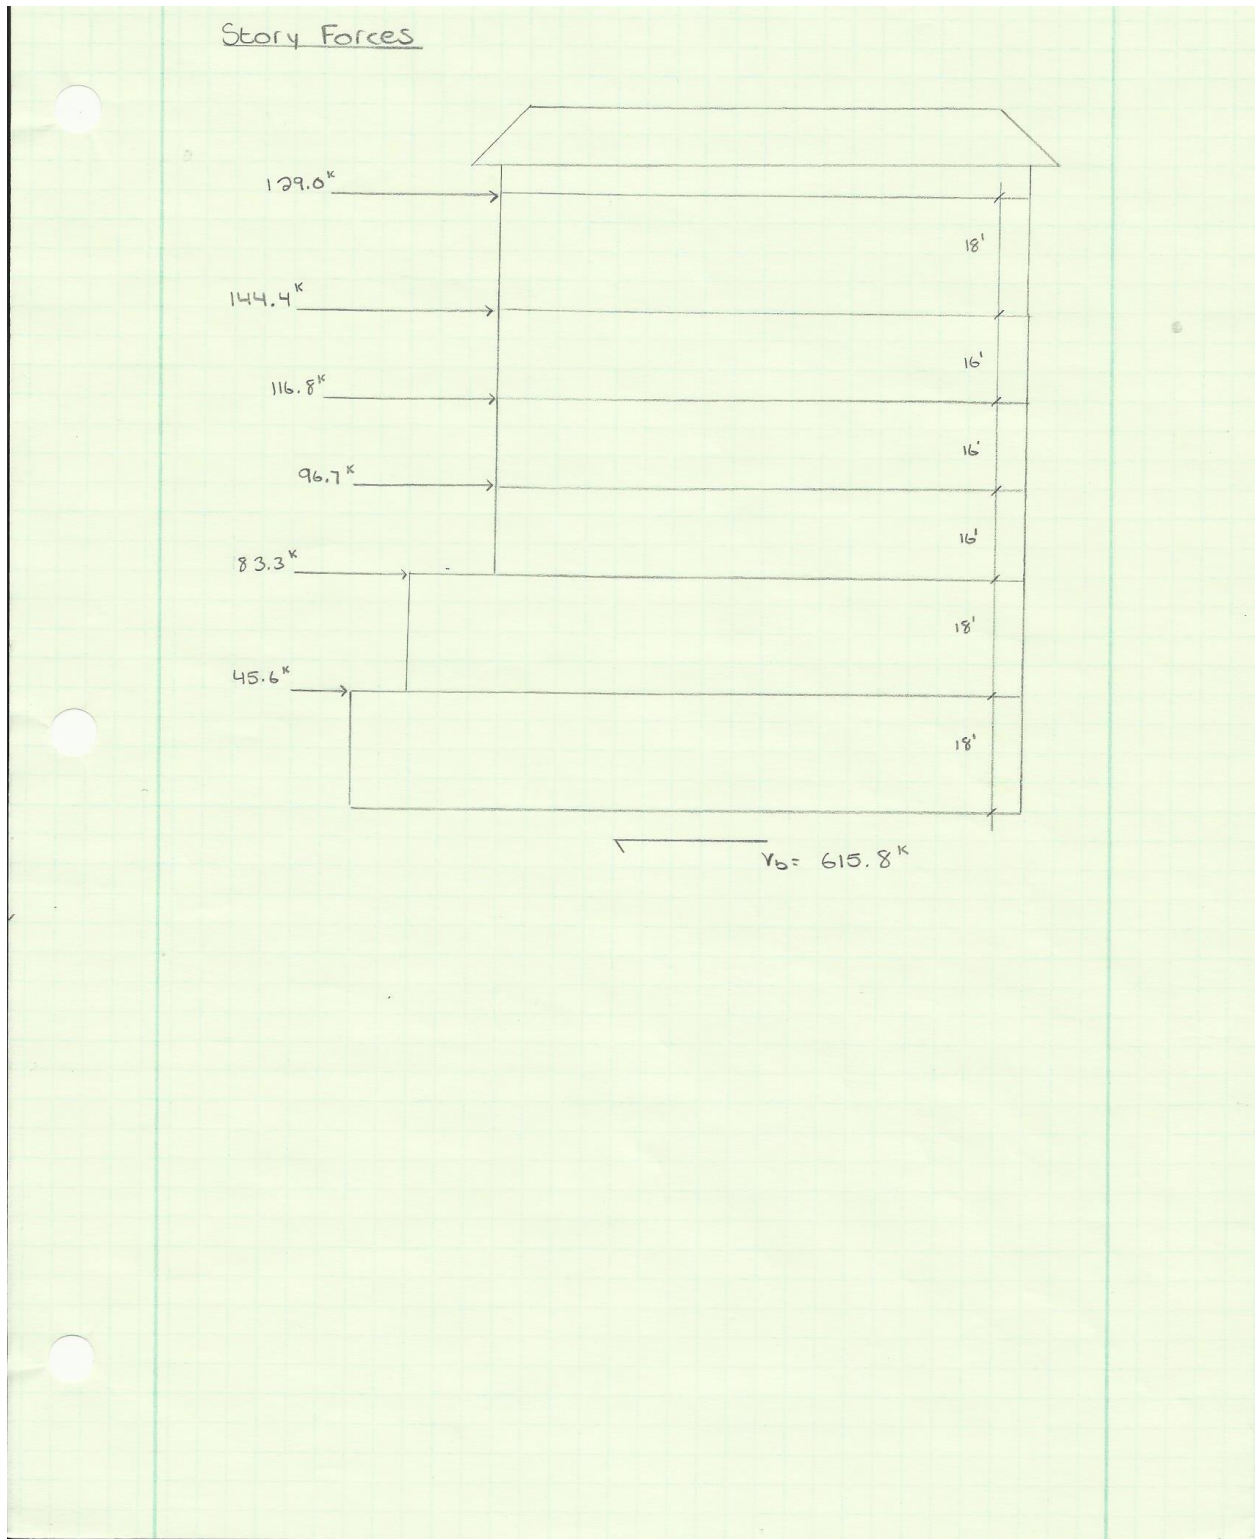 Story Forces
129.0ᵏ
18'
144.4ᵏ
16'
116.8ᵏ
16'
96.7ᵏ
16'
83.3ᵏ
18'
45.6ᵏ
18'
V_b= 615.8ᵏ